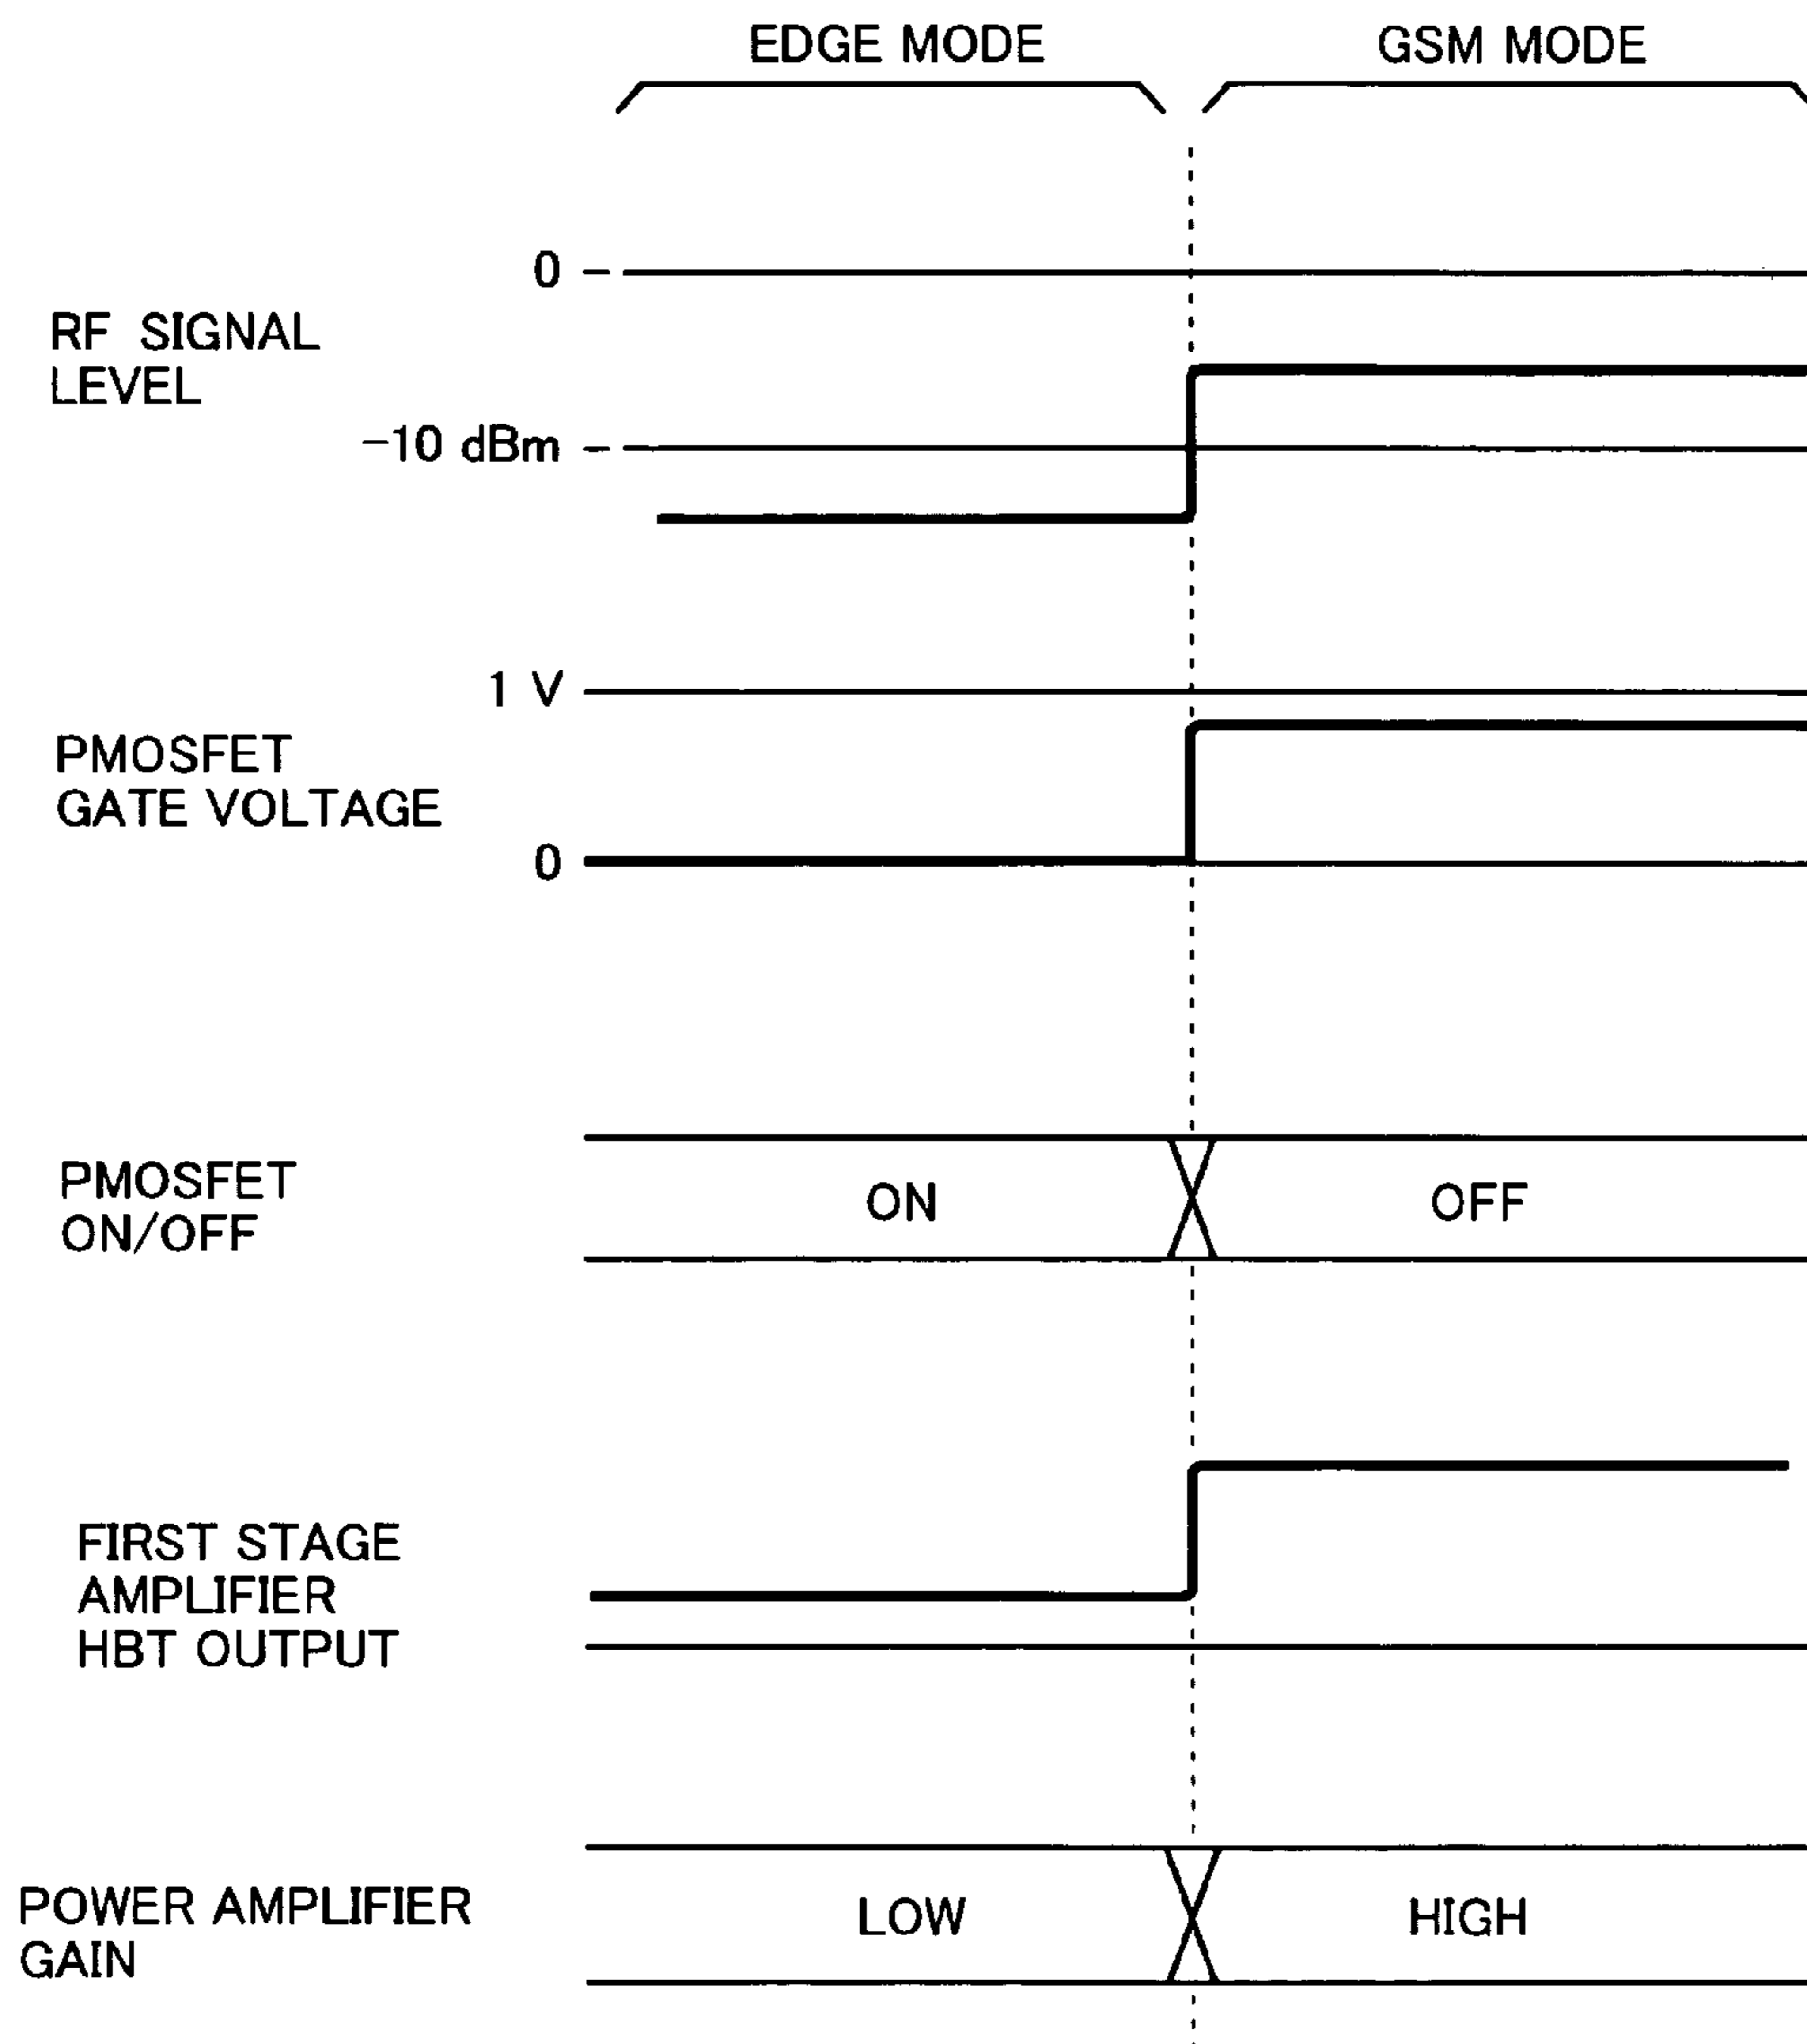 EDGE MODE
GSM MODE
0
RF SIGNAL
LEVEL
−10 dBm
1 V
PMOSFET
GATE VOLTAGE
0
PMOSFET
ON/OFF
ON
OFF
FIRST STAGE
AMPLIFIER
HBT OUTPUT
POWER AMPLIFIER
GAIN
LOW
HIGH